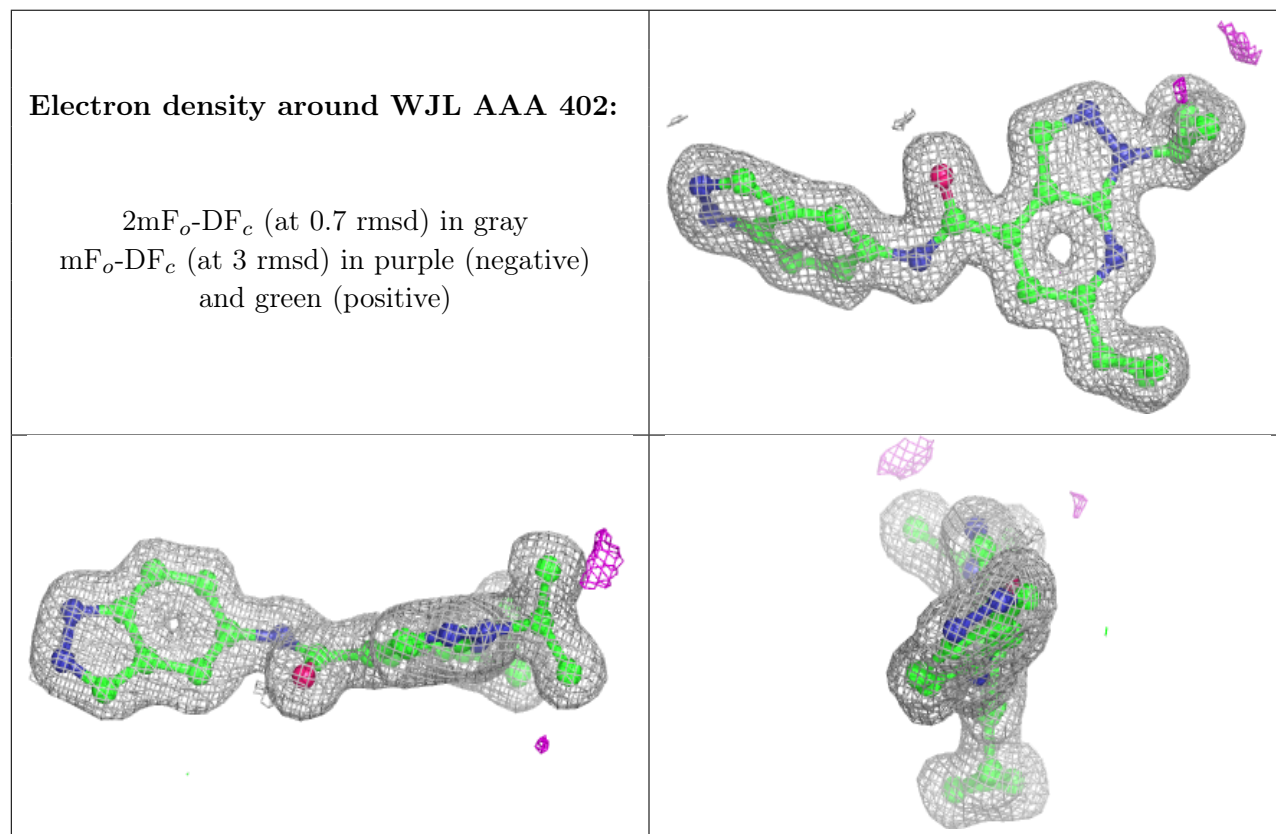 Electron density around WJL AAA 402:
2mFₒ-DF𝒸 (at 0.7 rmsd) in gray
mFₒ-DF𝒸 (at 3 rmsd) in purple (negative)
and green (positive)